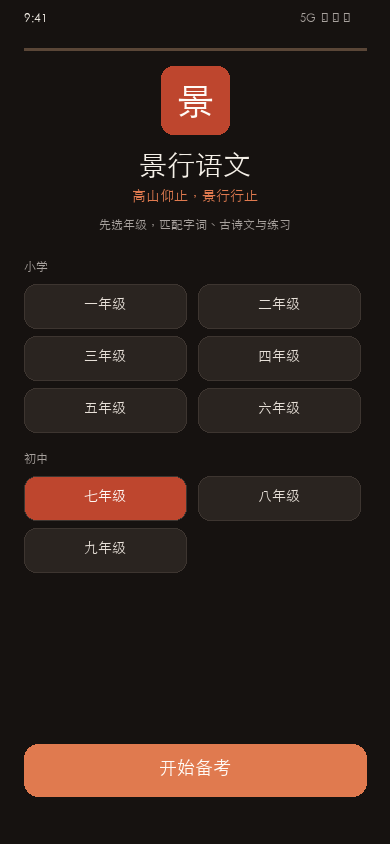 9:41 5G
景
景行语文
高山仰止，景行行止
先选年级，匹配字词、古诗文与练习
小学
一年级 二年级
三年级 四年级
五年级 六年级
初中
七年级 八年级
九年级
开始备考